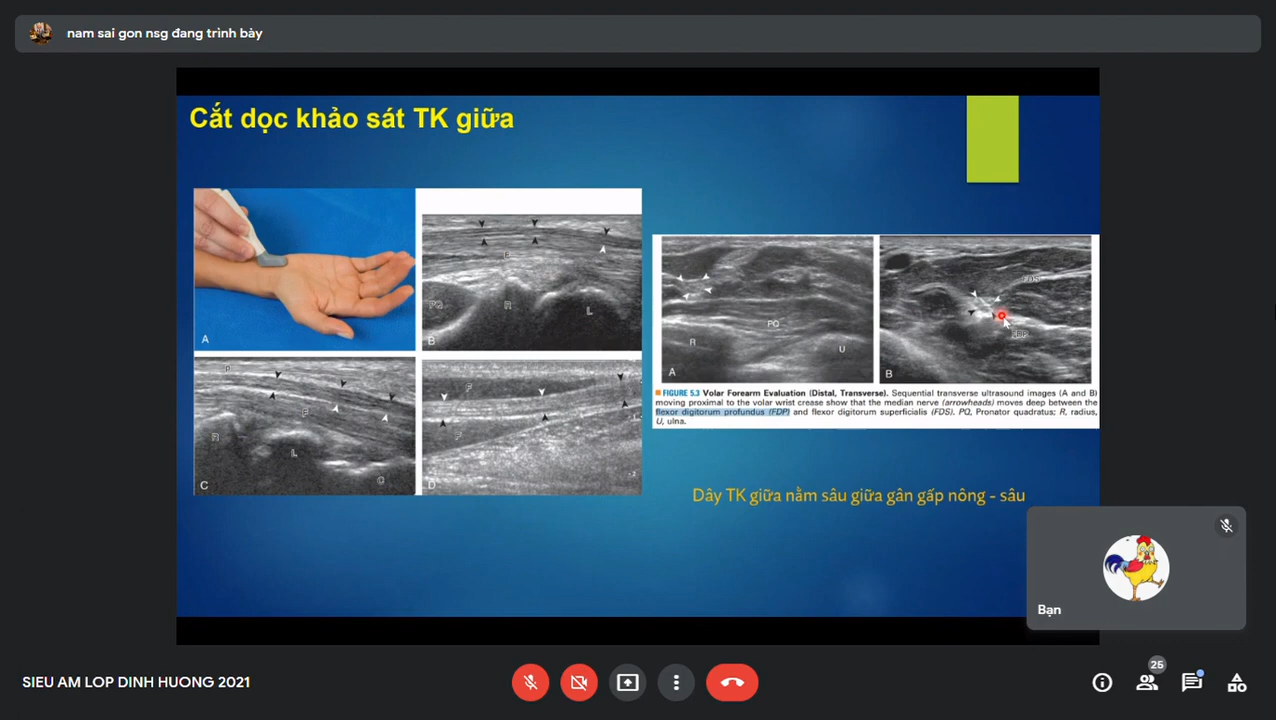 nam sai gon nsg đang trình bày
Cắt dọc khảo sát TK giữa
A
F
PQ
R
L
B
FDS
PQ
R
U
A
FDP
B
FIGURE 5.3 Volar Forearm Evaluation (Distal, Transverse). Sequential transverse ultrasound images (A and B)
moving proximal to the volar wrist crease show that the median nerve (arrowheads) moves deep between the
flexor digitorum profundus (FDP) and flexor digitorum superficialis (FDS). PQ, Pronator quadratus; R, radius,
U, ulna.
P
F
R
L
C
C
F
F
D
Dây TK giữa nằm sâu giữa gân gấp nông - sâu
Bạn
SIEU AM LOP DINH HUONG 2021